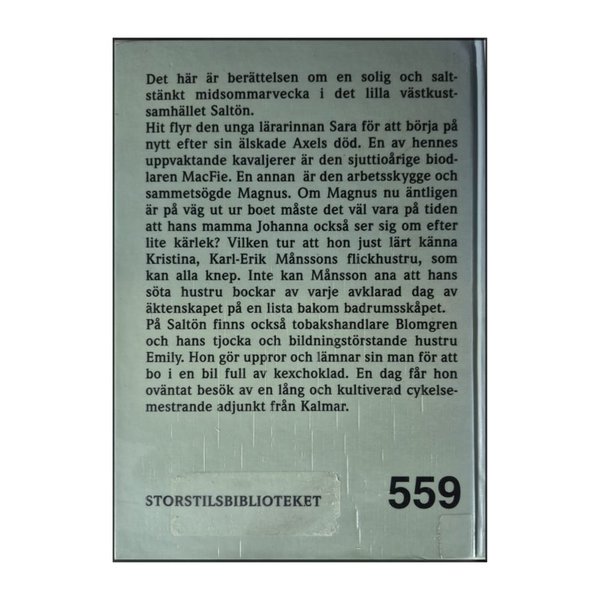 Det här är berättelsen om en solig och salt-
stänkt midsommarvecka i det lilla västkust-
samhället Saltön.
Hit flyr den unga lärarinnan Sara för att börja på
nytt efter sin älskade Axels död. En av hennes
uppvaktande kavaljerer är den sjuttioårige biod-
laren MacFie. En annan är den arbetsskygge och
sammetsögde Magnus. Om Magnus nu äntligen
är på väg ut ur boet måste det väl vara på tiden
att hans mamma Johanna också ser sig om efter
lite kärlek? Vilken tur att hon just lärt känna
Kristina, Karl-Erik Månssons flickhustru, som
kan alla knep. Inte kan Månsson ana att hans
söta hustru bockar av varje avklarad dag av
äktenskapet på en lista bakom badrumsskåpet.
På Saltön finns också tobakshandlare Blomgren
och hans tjocka och bildningstörstande hustru
Emily. Hon gör uppror och lämnar sin man för att
bo i en bil full av kexchoklad. En dag får hon
oväntat besök av en lång och kultiverad cykelse-
mestrande adjunkt från Kalmar.
STORSTILSBIBLIOTEKET 559